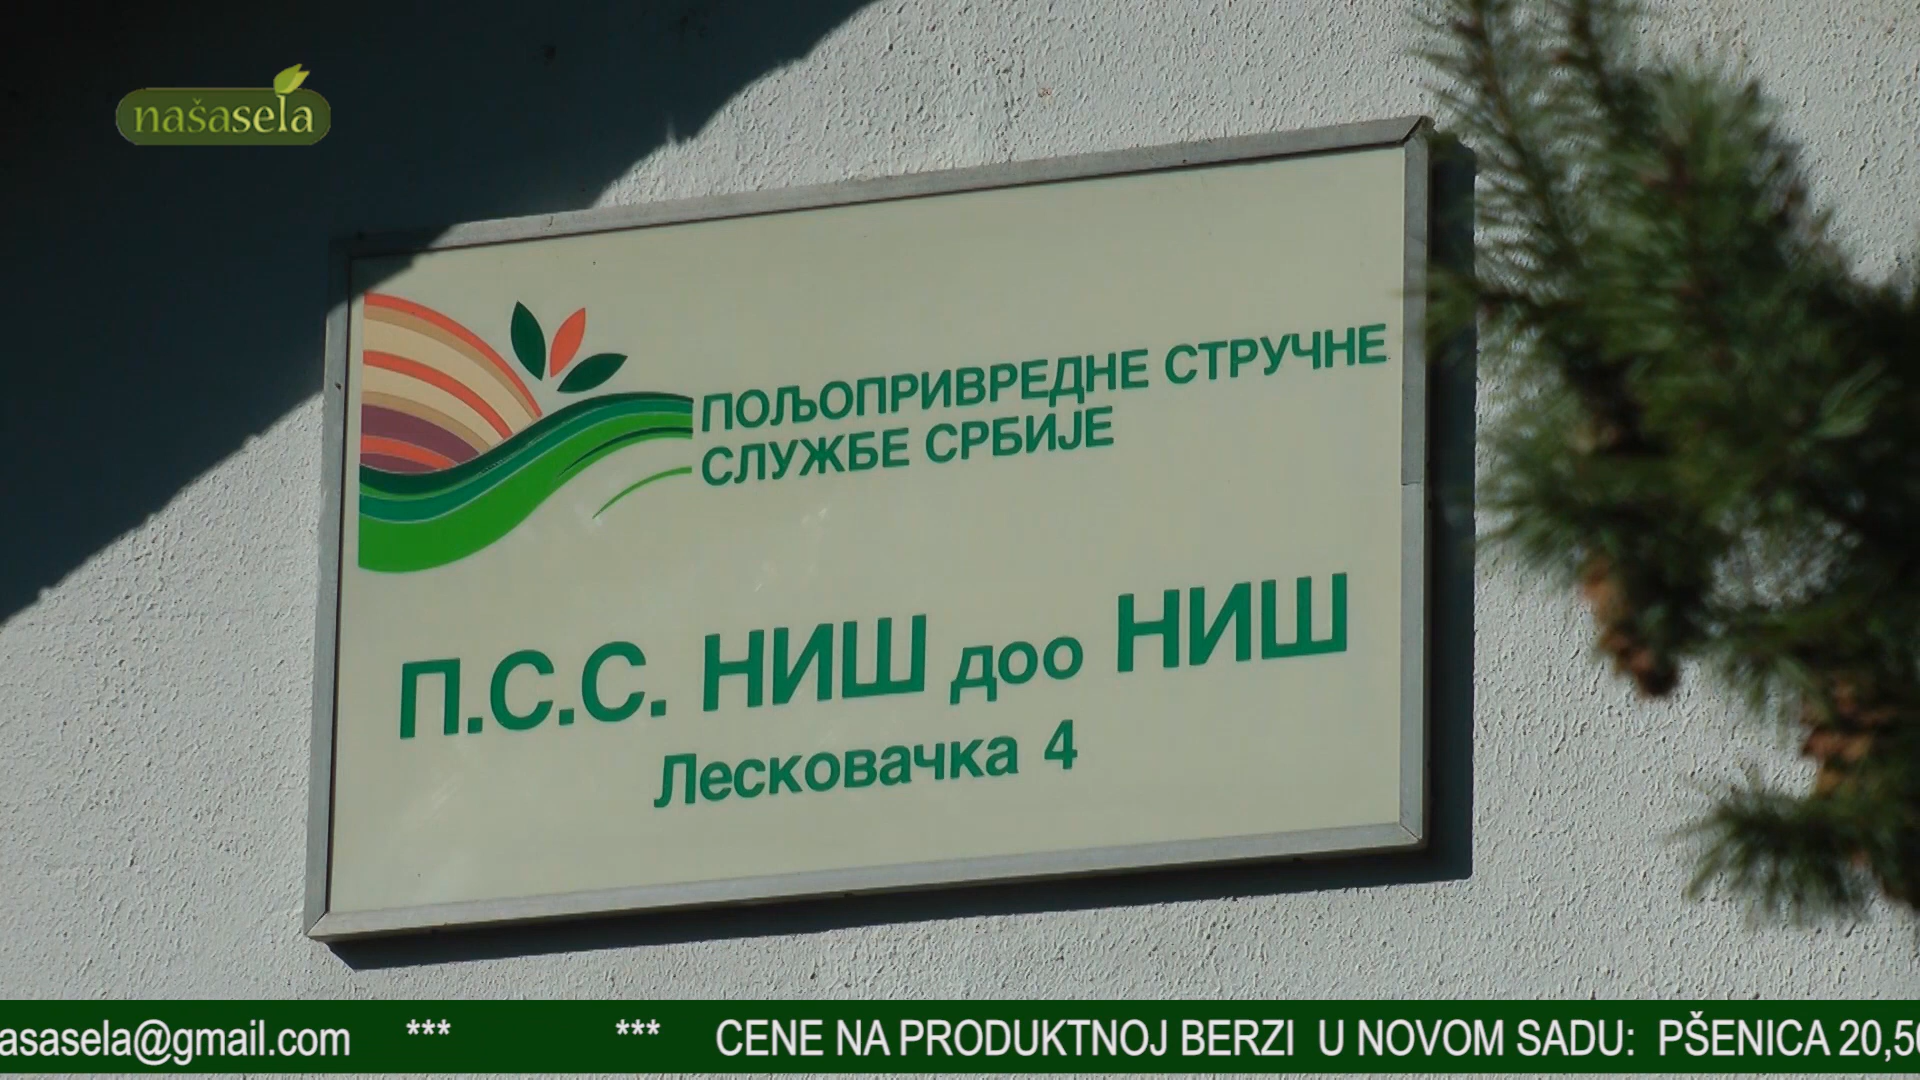 našasela
ПОЉОПРИВРЕДНЕ СТРУЧНЕ
СЛУЖБЕ СРБИЈЕ
П.С.С. НИШ доо НИШ
Лесковачка 4
asasela@gmail.com *** *** CENE NA PRODUKTNOJ BERZI U NOVOM SADU: PŠENICA 20,50